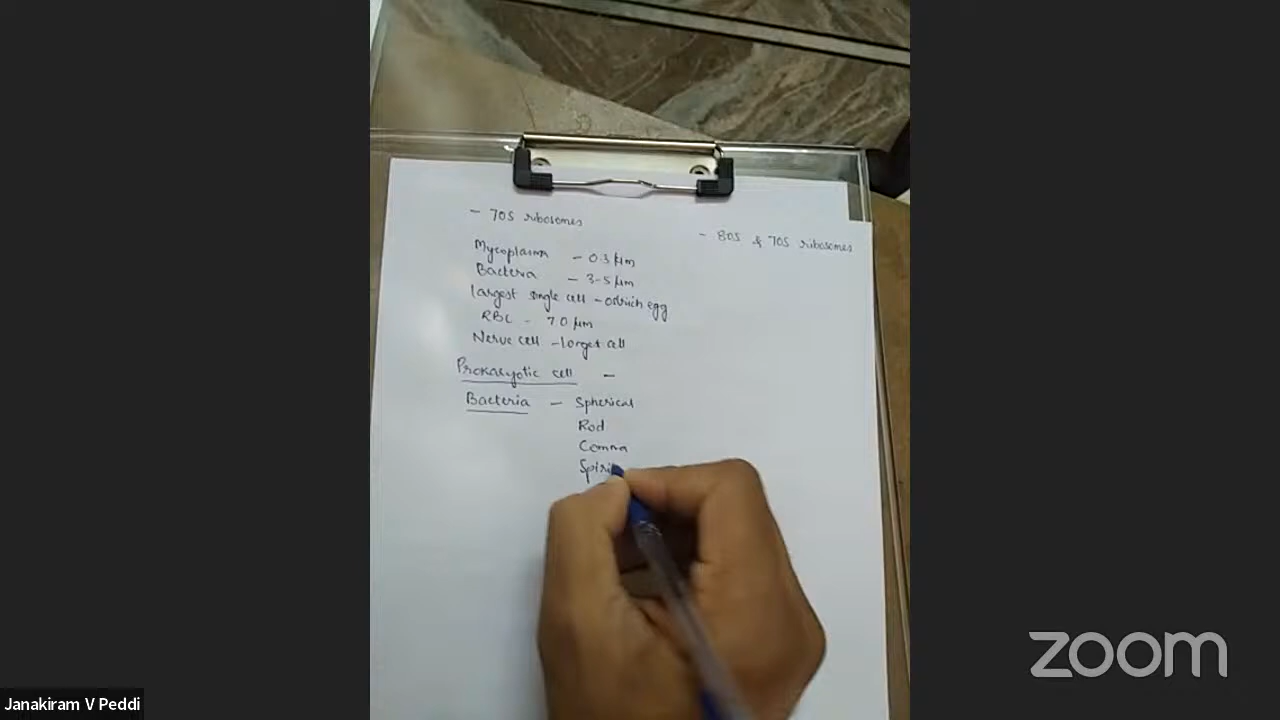 - 70S ribosomes
- 80S & 70S ribosomes
Mycoplasma - 0.3 μm
Bacteria - 3-5 μm
largest single cell - ostrich egg
RBC - 7.0 μm
Nerve cell - longest cell
Prokaryotic cell -
Bacteria - Spherical
Rod
Comma
Spiri
Janakiram V Peddi
zoom